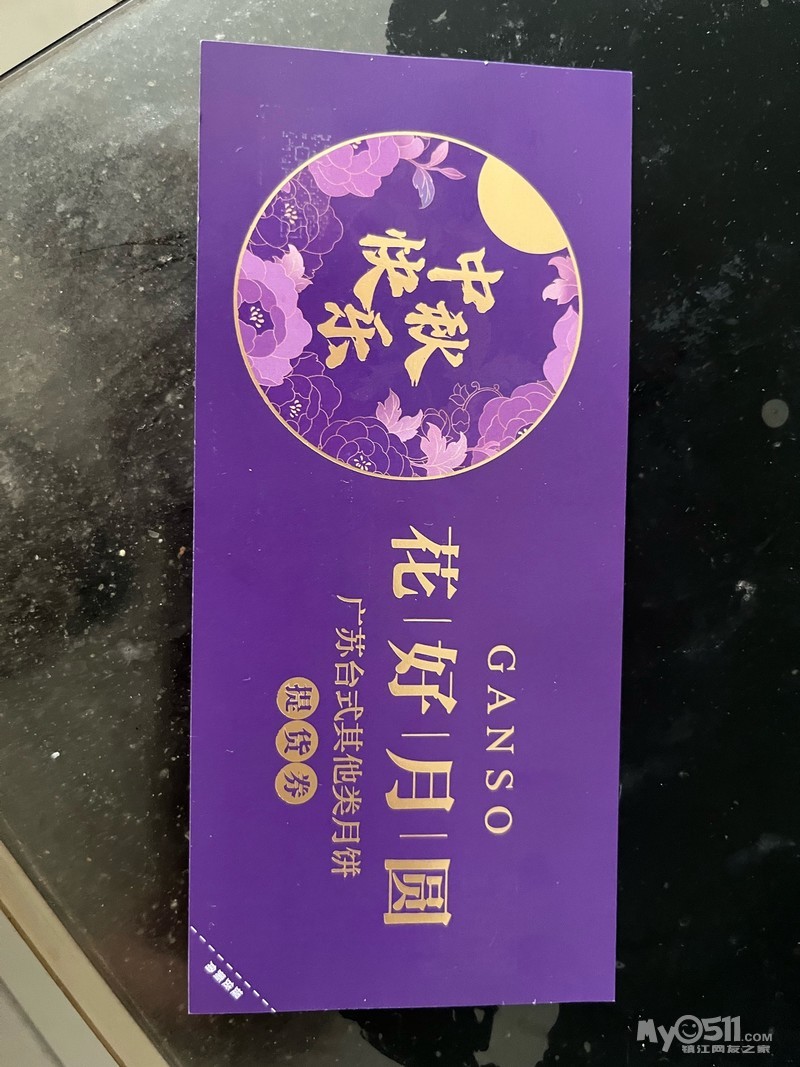 中秋
快乐
GANSO
花好月圆
广苏台式其他类月饼
提货券
My0511.COM
镇江网友之家